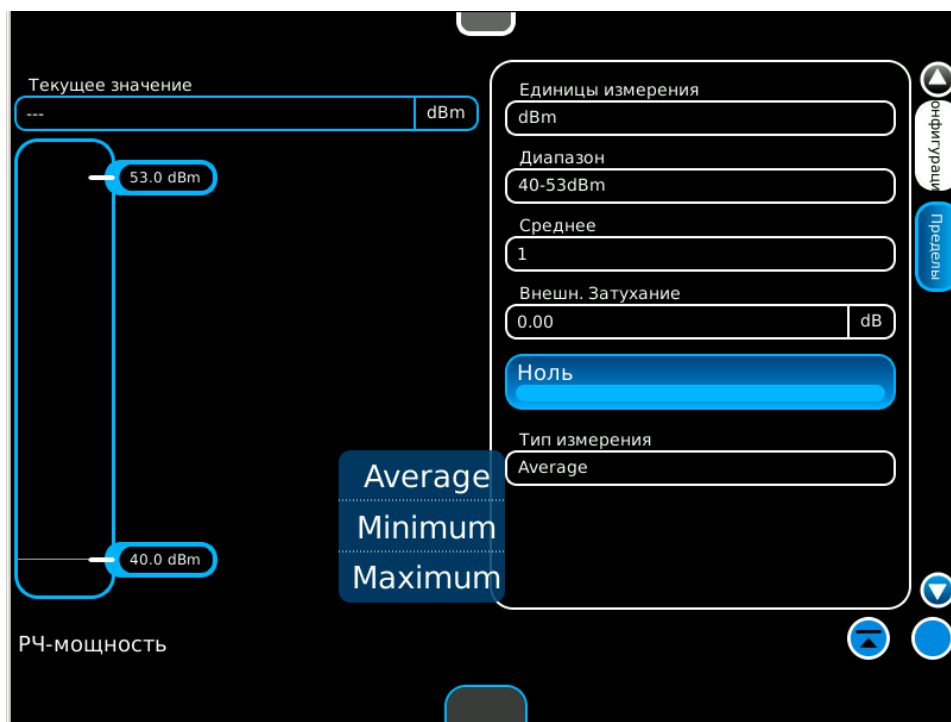 Текущее значение
--- dBm
53.0 dBm
40.0 dBm
РЧ-мощность
Единицы измерения
dBm
Диапазон
40-53dBm
Среднее
1
Внешн. Затухание
0.00 dB
Ноль
Тип измерения
Average
Average
Minimum
Maximum
онфигураци
Пределы